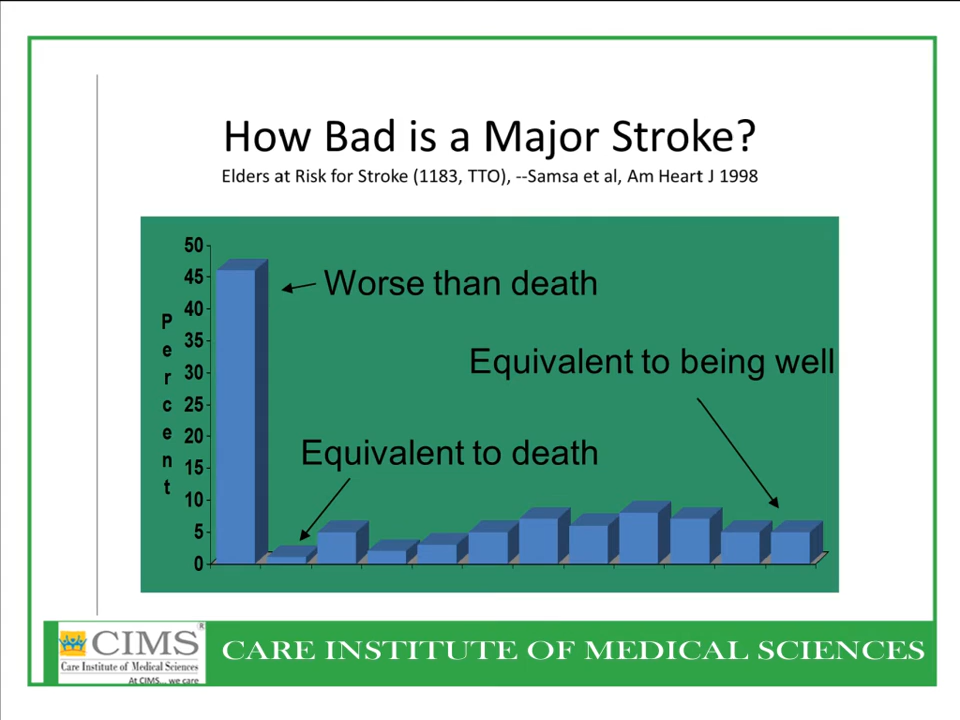 How Bad is a Major Stroke?
Elders at Risk for Stroke (1183, TTO), --Samsa et al, Am Heart J 1998
Percent
50
45
40
35
30
25
20
15
10
5
0
Worse than death
Equivalent to being well
Equivalent to death
CIMS®
Care Institute of Medical Sciences
At CIMS... we care
CARE INSTITUTE OF MEDICAL SCIENCES